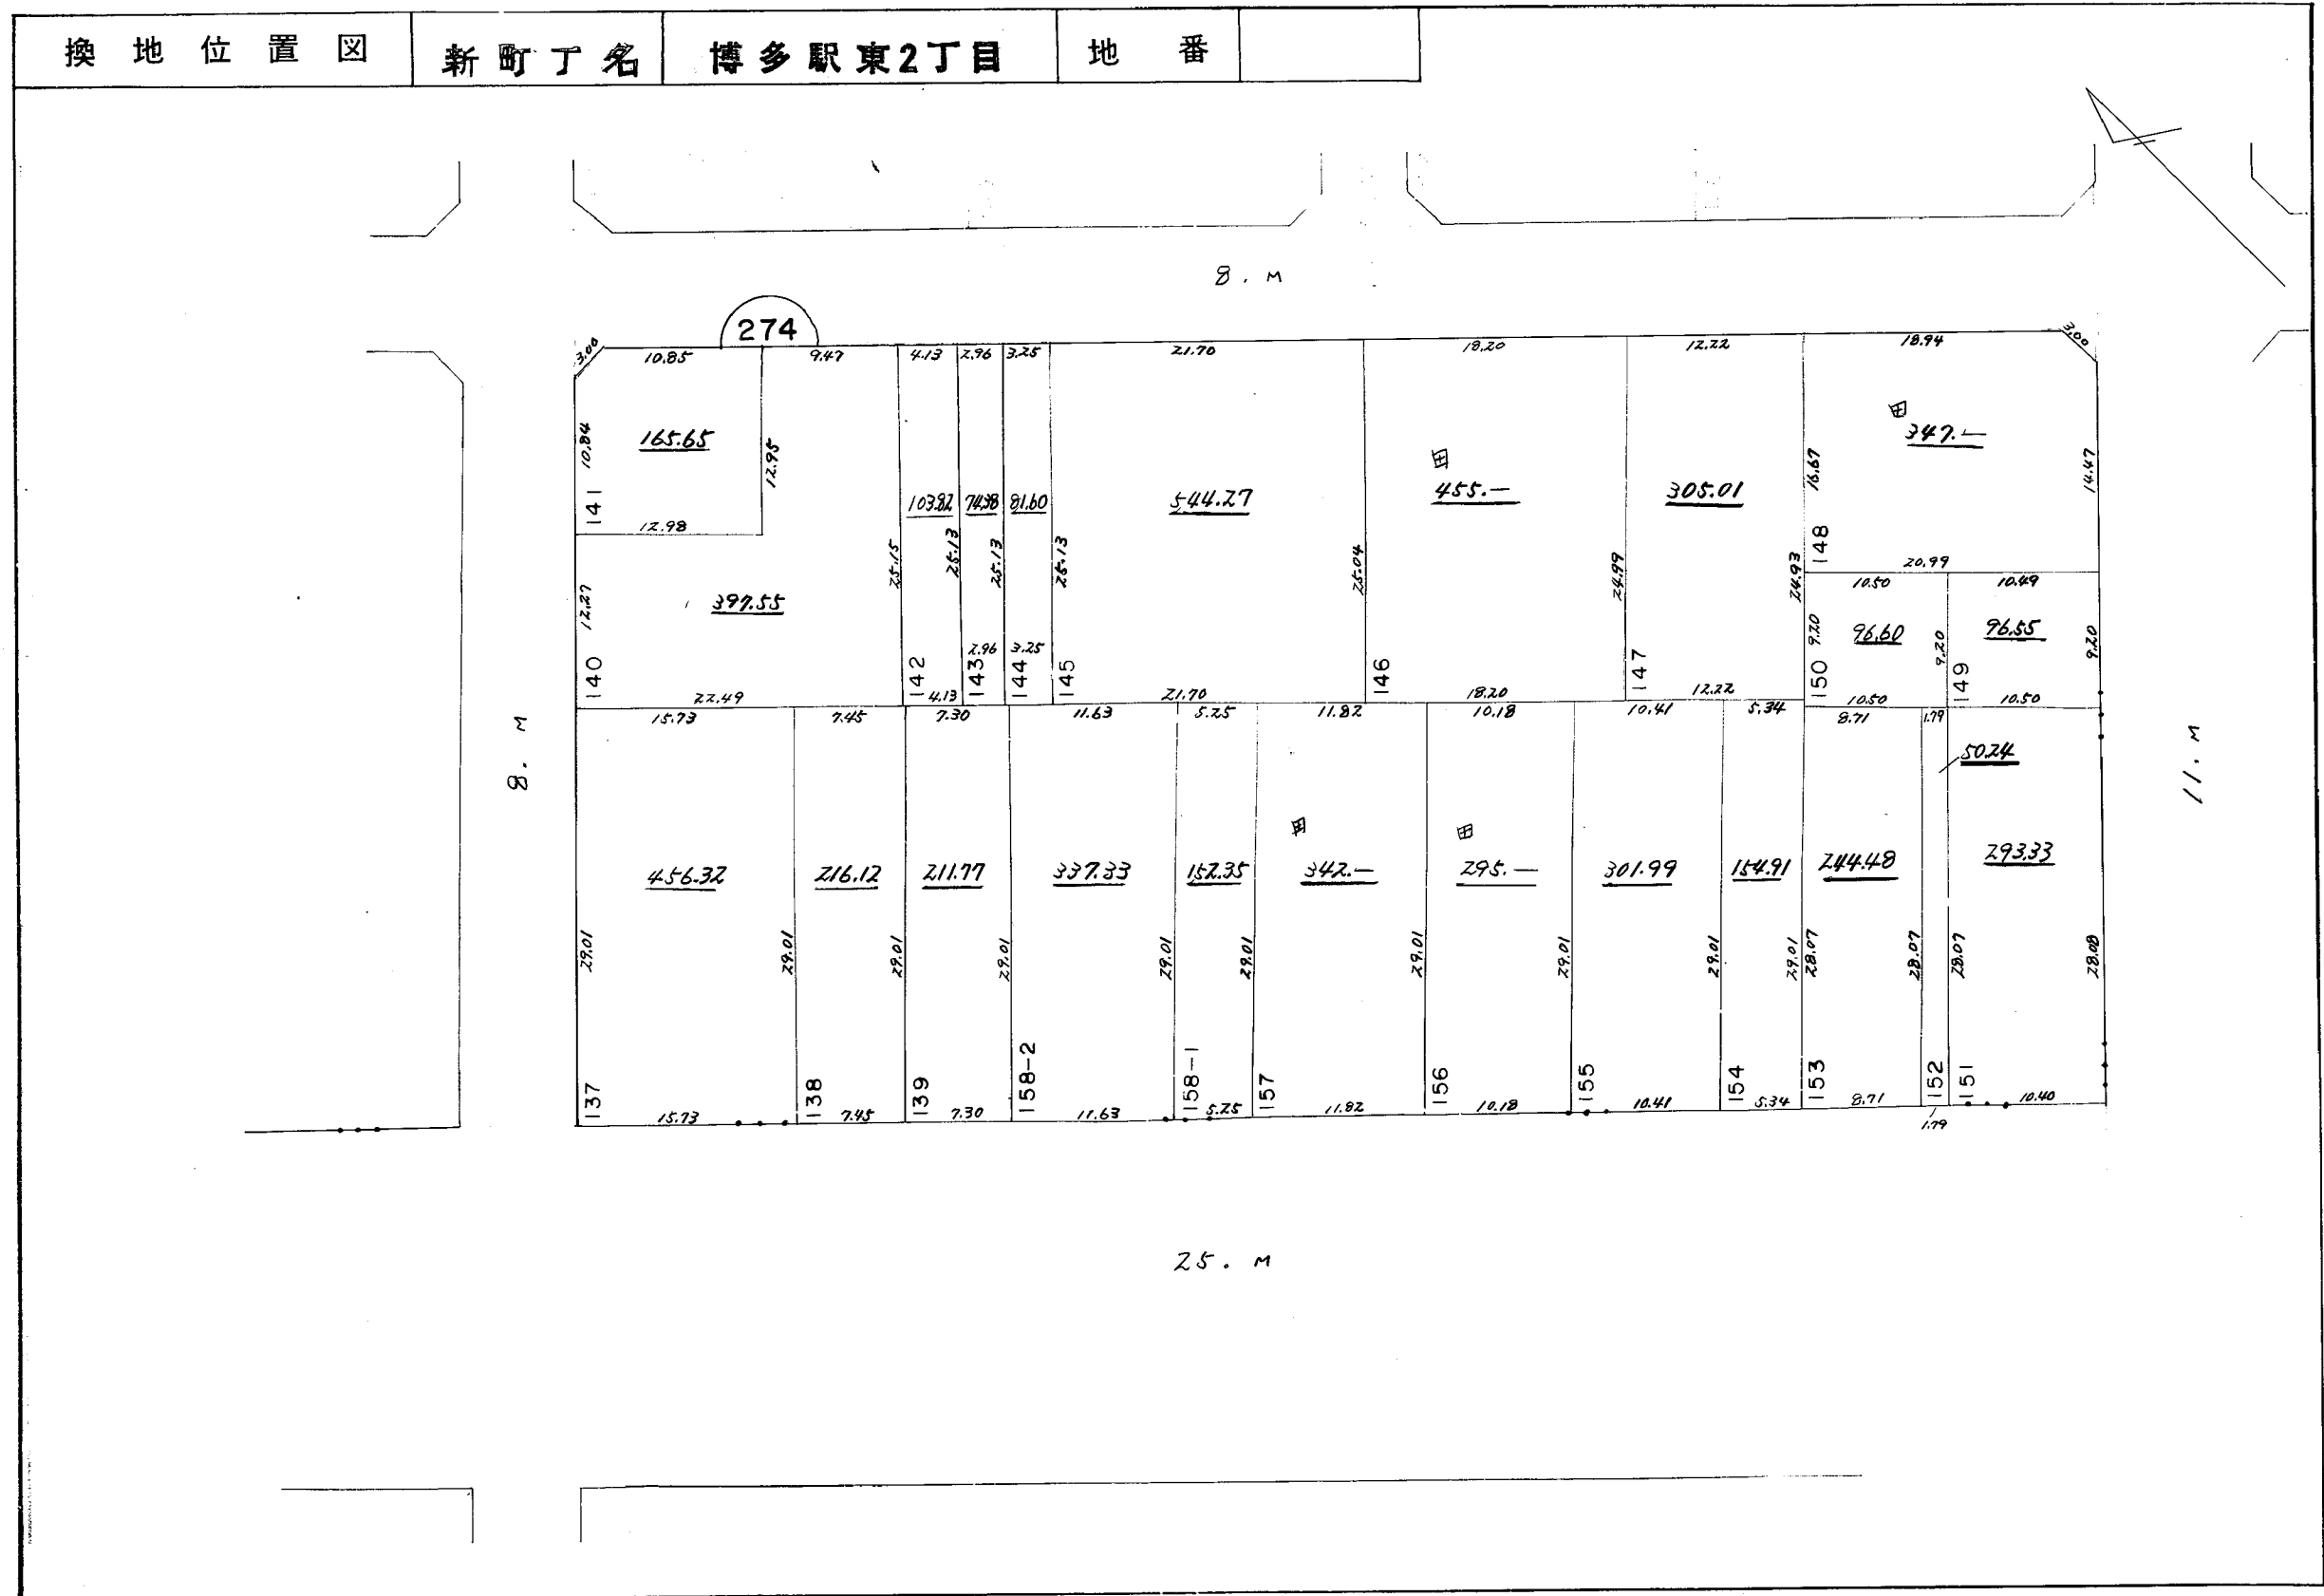 換地位置図 新町丁名 博多駅東2丁目 地番
8. M
274
3.00 10.85 9.47 4.13 2.96 3.25 21.70 18.20 12.22 18.94 3.00
10.84 165.65 12.95 141 12.98
12.27 397.55 140 22.49
103.82 25.15 142 4.13
74.38 25.13 143 2.96
81.60 25.13 144 3.25
544.27 25.13 145 21.70
田
455.— 25.04 146 18.20
305.01 24.99 147 12.22
24.93
田
347.— 16.67 14.47 148 20.99
10.50 96.60 9.20 150 10.50
10.49 96.55 9.20 9.20 149 10.50
8. M
11. M
15.73 7.45 7.30 11.63 5.25 11.82 10.18 10.41 5.34 8.71 1.79
50.24
田 田
456.32 216.12 211.77 337.33 152.35 342.— 295.— 301.99 154.91 244.48 293.33
29.01 29.01 29.01 29.01 29.01 29.01 29.01 29.01 29.01 29.01 28.07 28.07 28.07 28.08
137 138 139 158-2 158-1 157 156 155 154 153 152 151
15.73 7.45 7.30 11.63 5.25 11.82 10.18 10.41 5.34 8.71 1.79 10.40
25. M